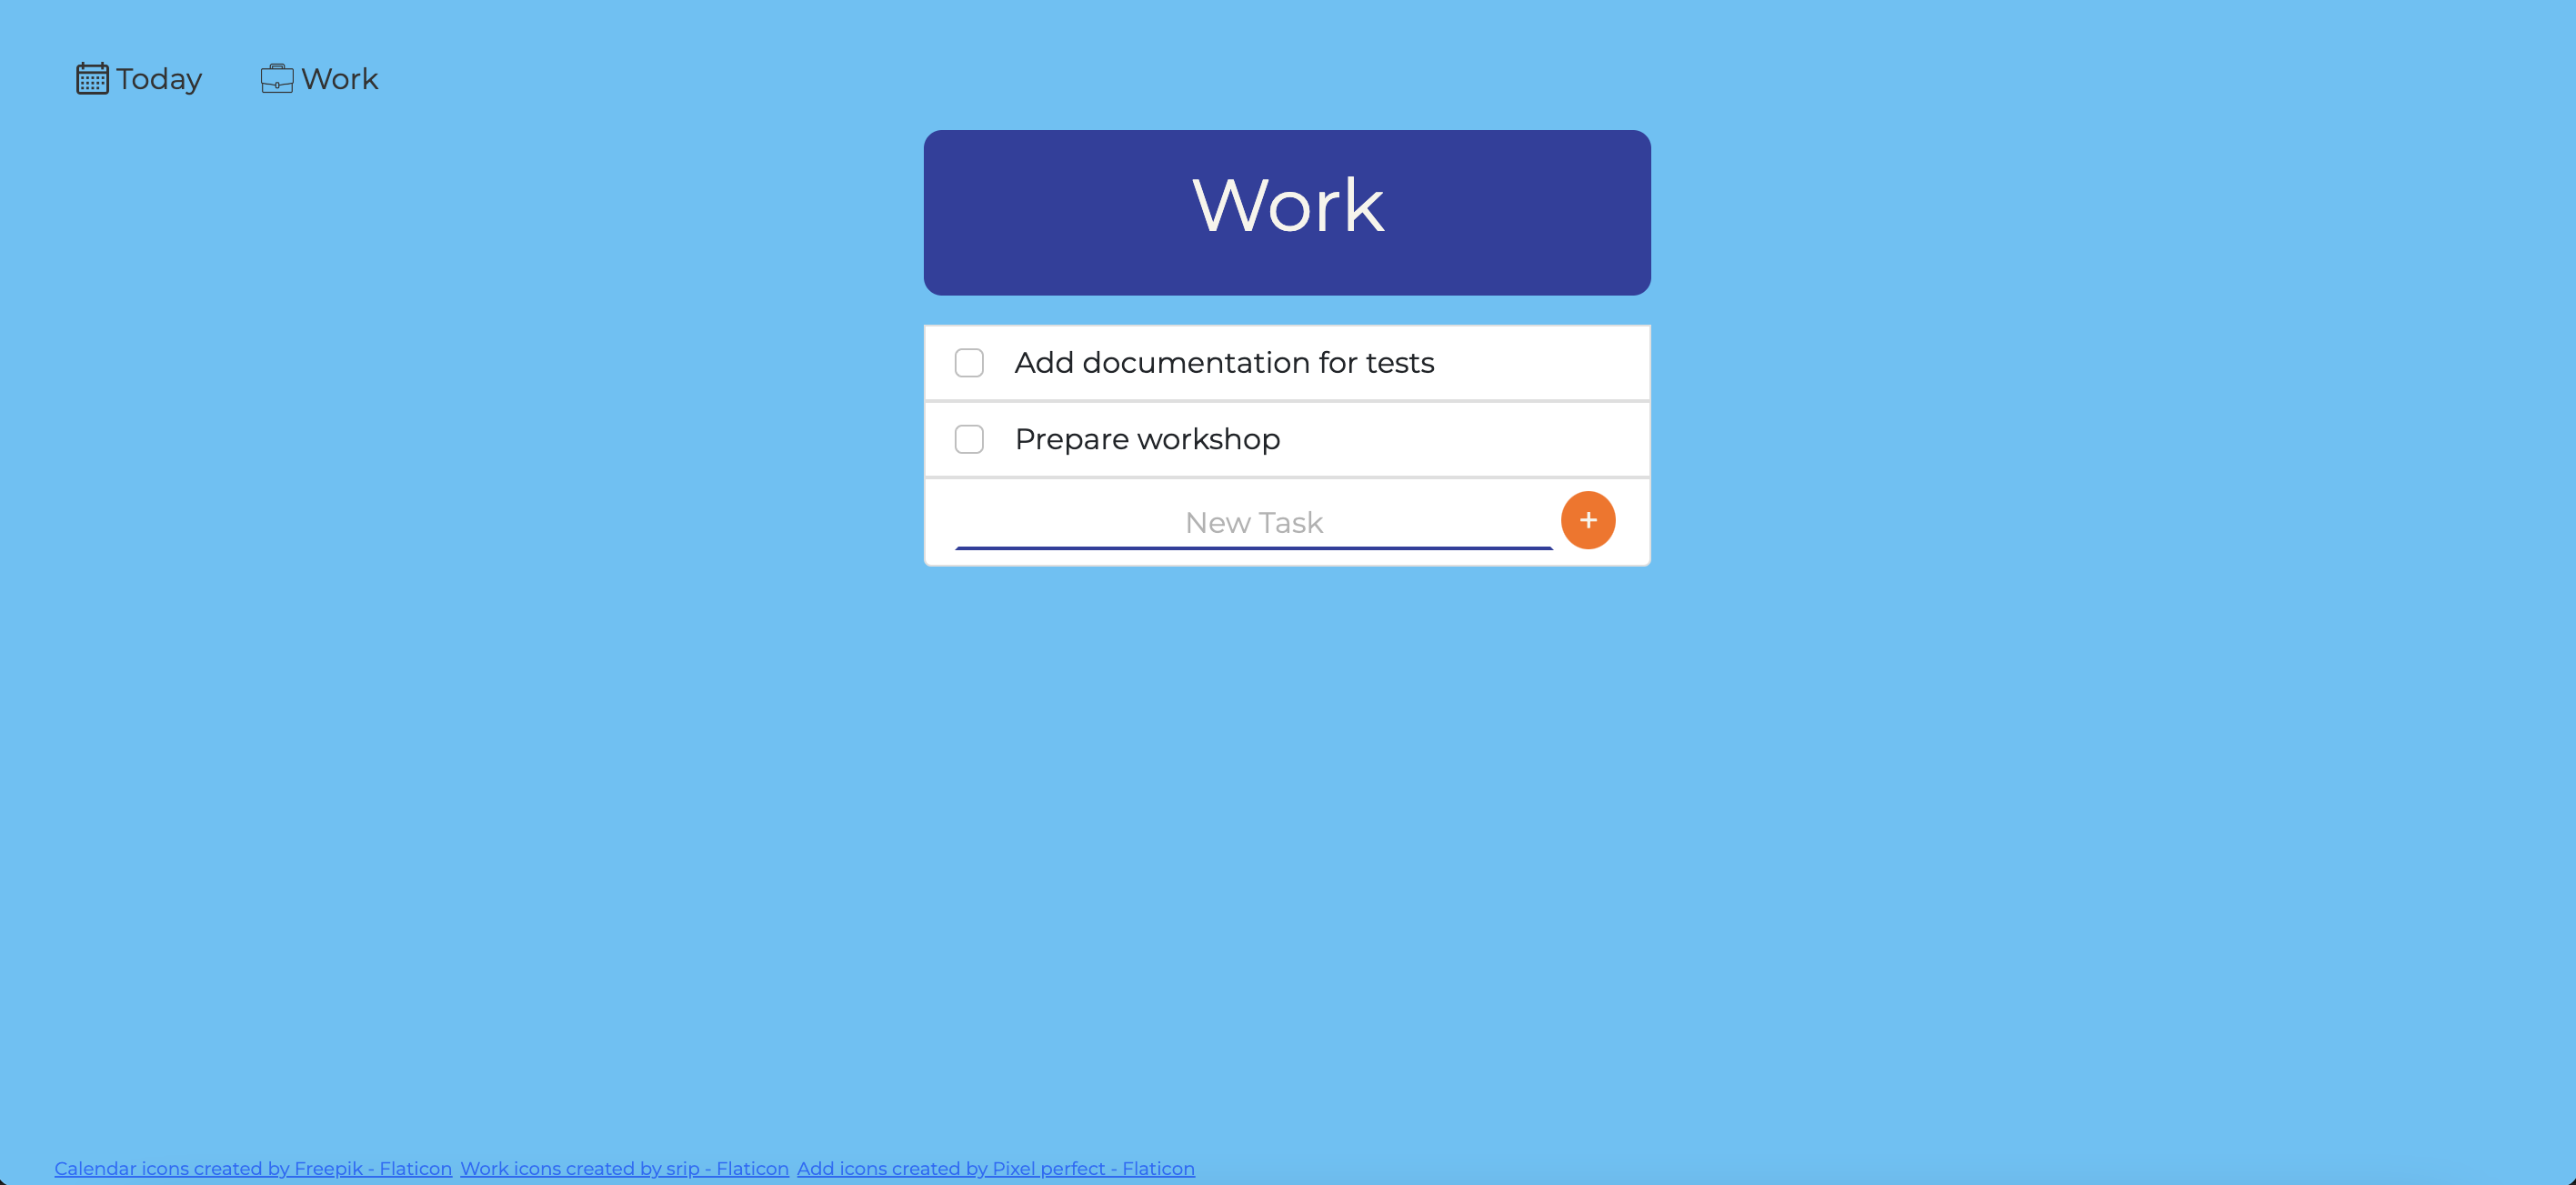 Today Work
Work
Add documentation for tests
Prepare workshop
New Task
+
Calendar icons created by Freepik - Flaticon Work icons created by srip - Flaticon Add icons created by Pixel perfect - Flaticon